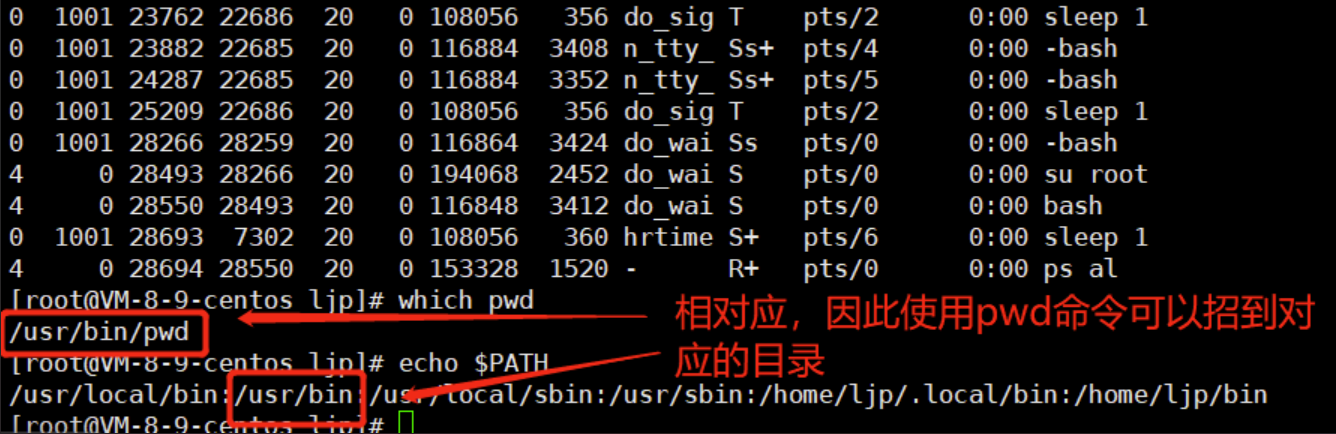 0  1001 23762 22686  20   0 108056   356 do_sig T    pts/2      0:00 sleep 1
0  1001 23882 22685  20   0 116884  3408 n_tty_ Ss+  pts/4      0:00 -bash
0  1001 24287 22685  20   0 116884  3352 n_tty_ Ss+  pts/5      0:00 -bash
0  1001 25209 22686  20   0 108056   356 do_sig T    pts/2      0:00 sleep 1
0  1001 28266 28259  20   0 116864  3424 do_wai Ss   pts/0      0:00 -bash
4     0 28493 28266  20   0 194068  2452 do_wai S    pts/0      0:00 su root
4     0 28550 28493  20   0 116848  3412 do_wai S    pts/0      0:00 bash
0  1001 28693  7302  20   0 108056   360 hrtime S+   pts/6      0:00 sleep 1
4     0 28694 28550  20   0 153328  1520 -      R+   pts/0      0:00 ps al
[root@VM-8-9-centos ljp]# which pwd
/usr/bin/pwd
相对应，因此使用pwd命令可以招到对
应的目录
[root@VM-8-9-centos ljp]# echo $PATH
/usr/local/bin:/usr/bin:/usr/local/sbin:/usr/sbin:/home/ljp/.local/bin:/home/ljp/bin
[root@VM-8-9-centos ljp]#